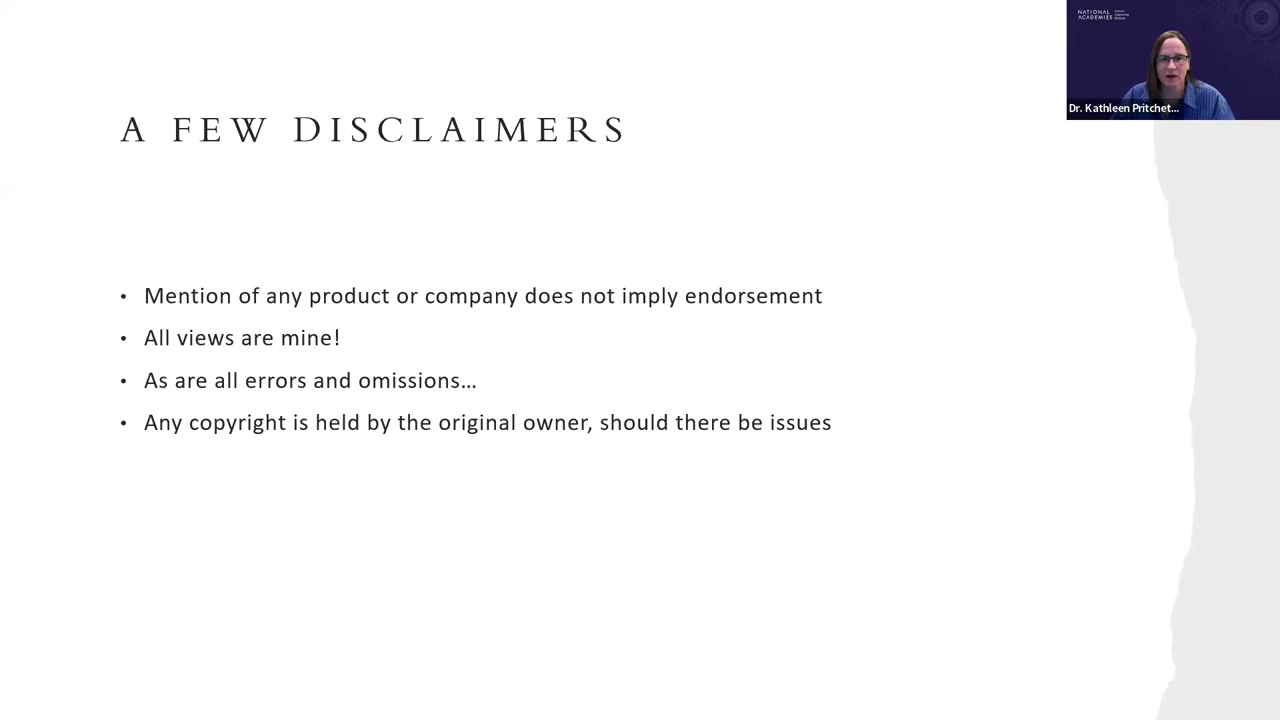 NATIONAL
ACADEMIES
Dr. Kathleen Pritchet...
A FEW DISCLAIMERS
• Mention of any product or company does not imply endorsement
• All views are mine!
• As are all errors and omissions…
• Any copyright is held by the original owner, should there be issues